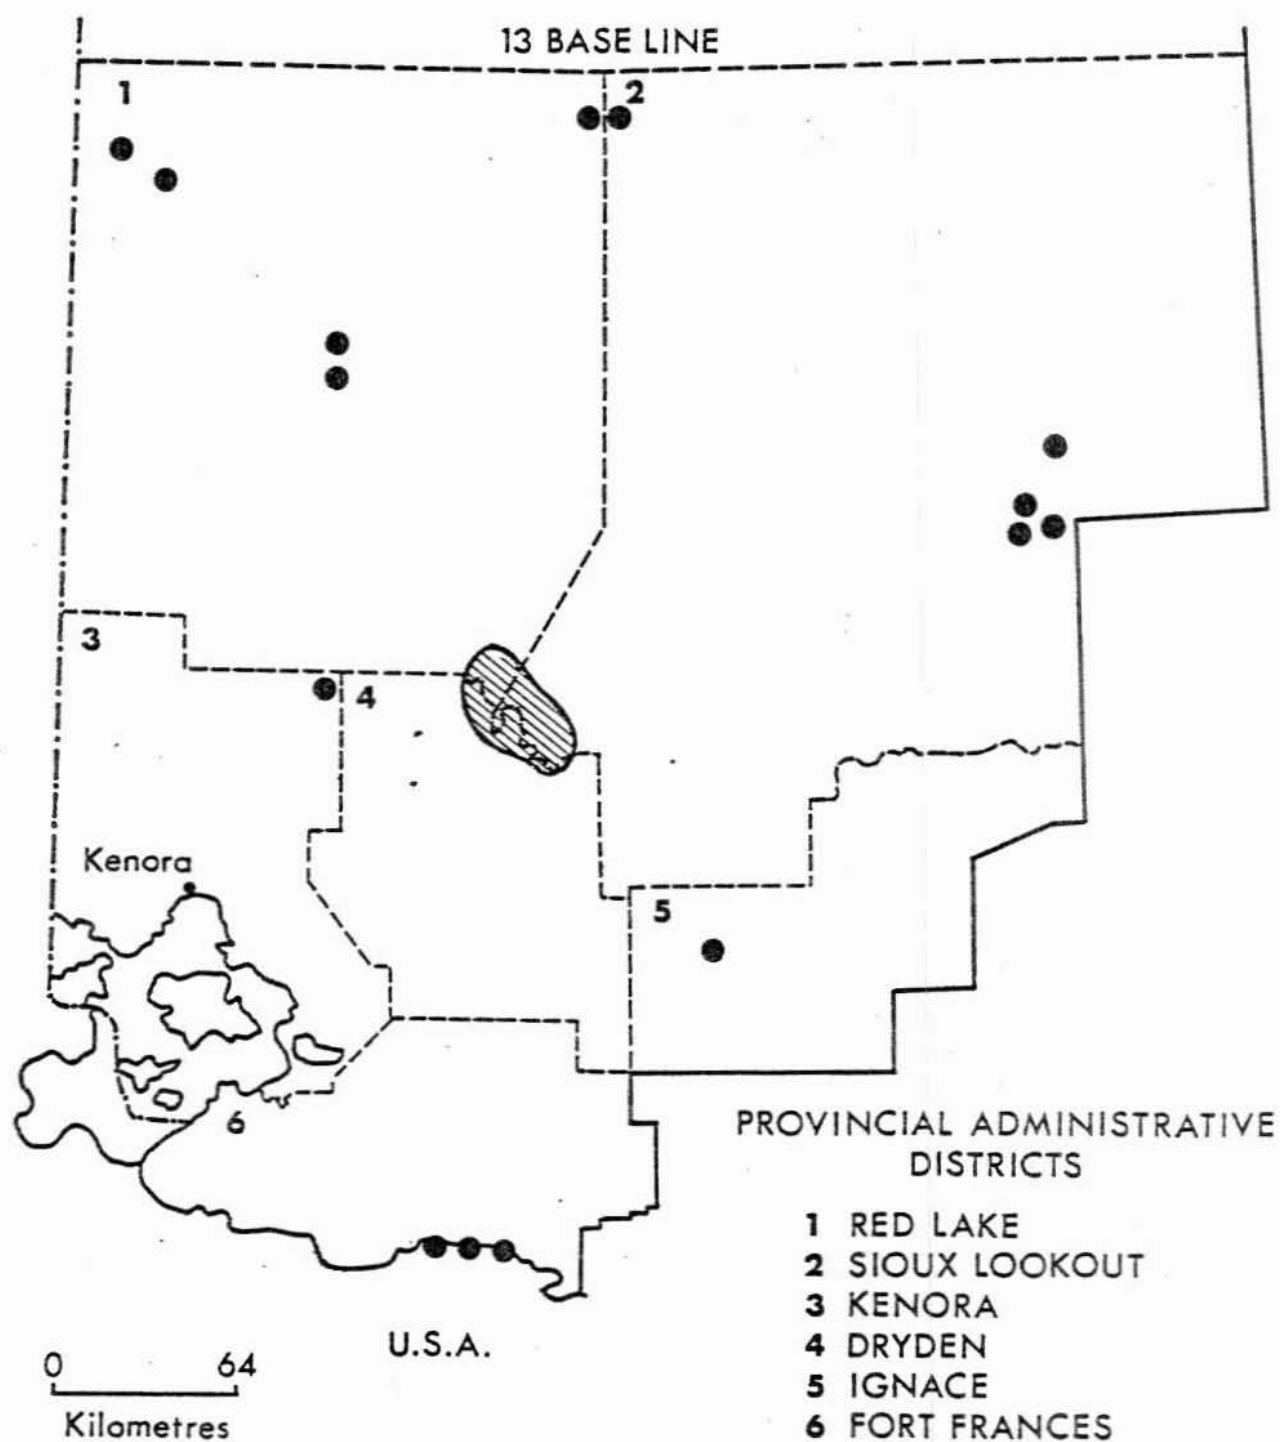 13 BASE LINE
1
2
3
4
Kenora
5
6
PROVINCIAL ADMINISTRATIVE
DISTRICTS
1 RED LAKE
2 SIOUX LOOKOUT
3 KENORA
4 DRYDEN
5 IGNACE
6 FORT FRANCES
U.S.A.
0 64
Kilometres